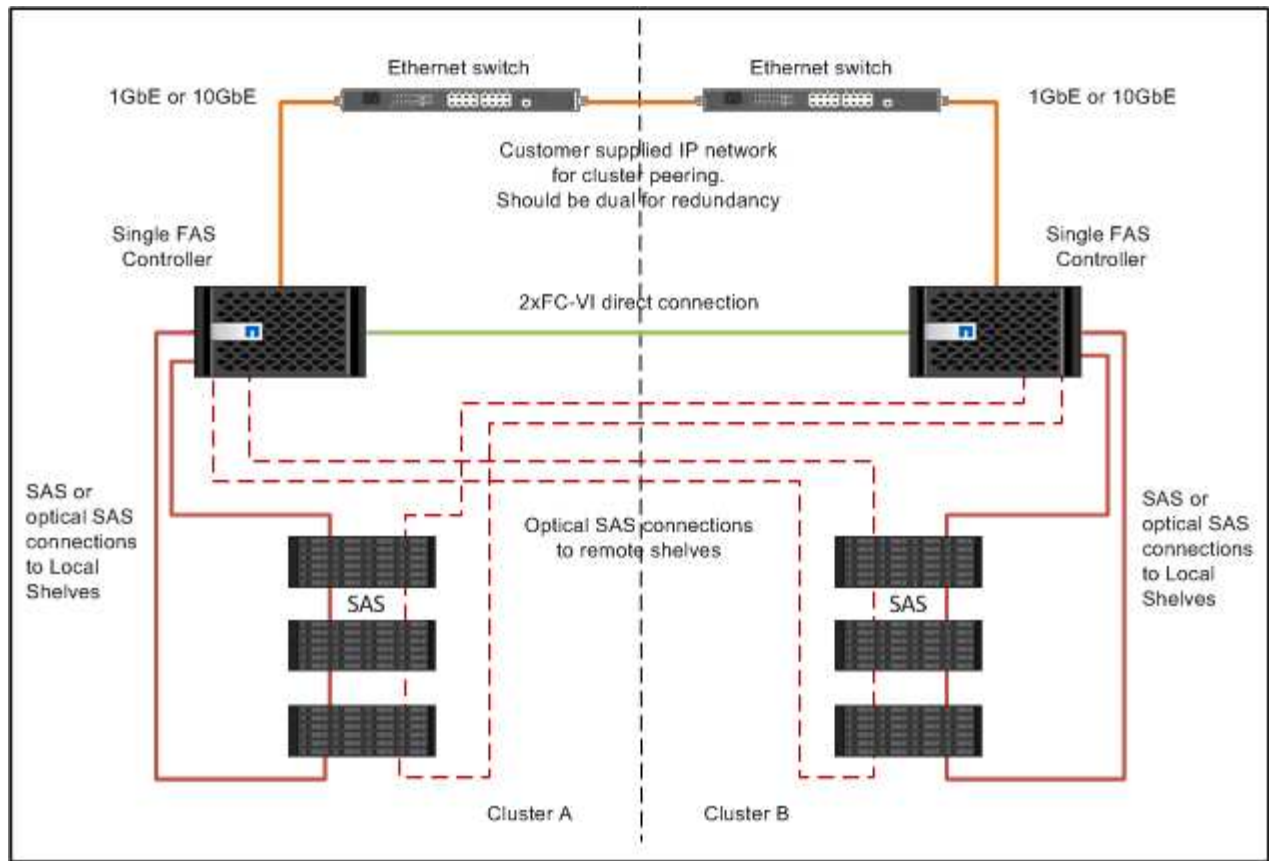 Ethernet switch
Ethernet switch
1GbE or 10GbE
1GbE or 10GbE
Customer supplied IP network
for cluster peering.
Should be dual for redundancy
Single FAS
Controller
Single FAS
Controller
2xFC-VI direct connection
SAS or
optical SAS
connections
to Local
Shelves
Optical SAS connections
to remote shelves
SAS or
optical SAS
connections
to Local
Shelves
SAS
SAS
Cluster A
Cluster B